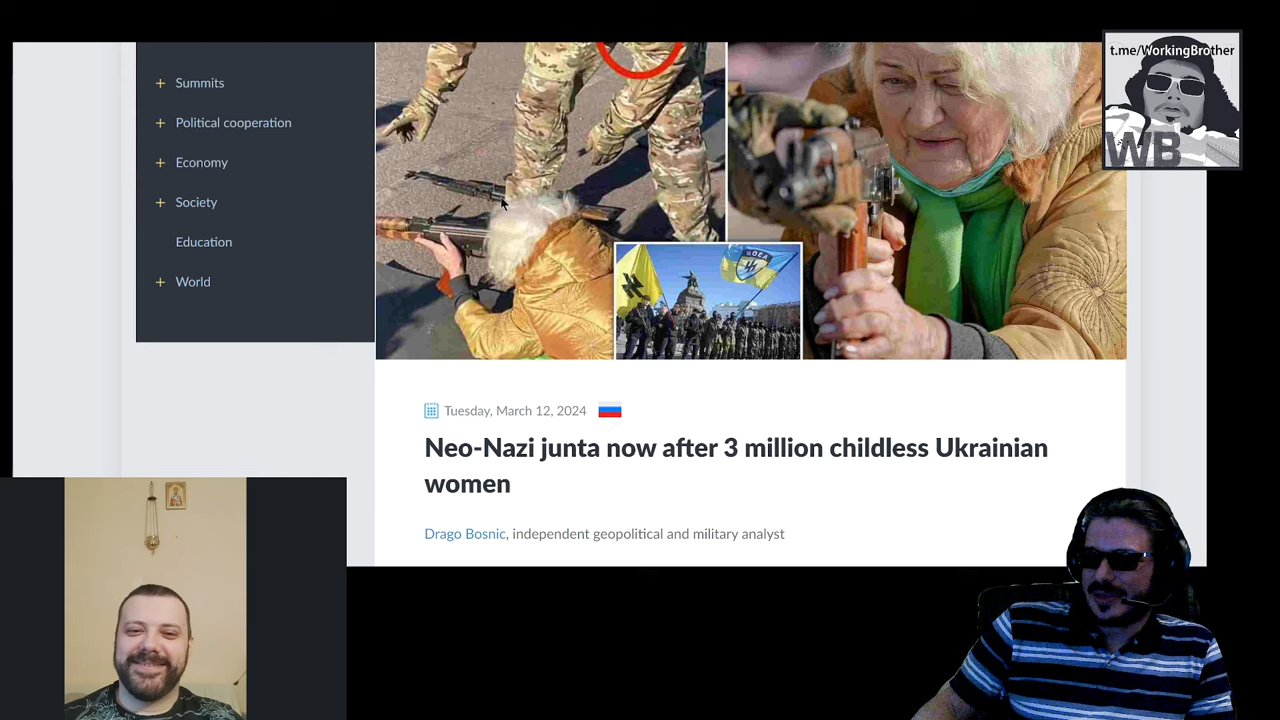 t.me/WorkingBrother
WB
+ Summits
+ Political cooperation
+ Economy
+ Society
Education
+ World
Tuesday, March 12, 2024
Neo-Nazi junta now after 3 million childless Ukrainian
women
Drago Bosnic, independent geopolitical and military analyst